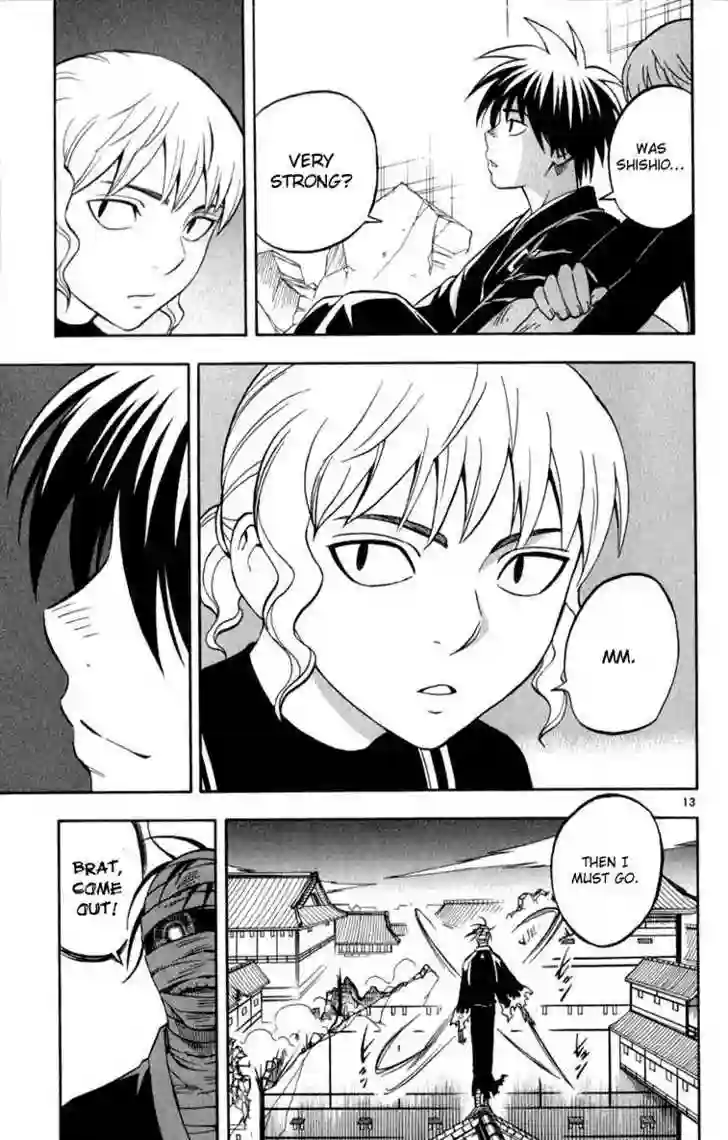 WAS
SHISHIO...
VERY
STRONG?
MM.
13
THEN I
MUST GO.
BRAT,
COME
OUT!